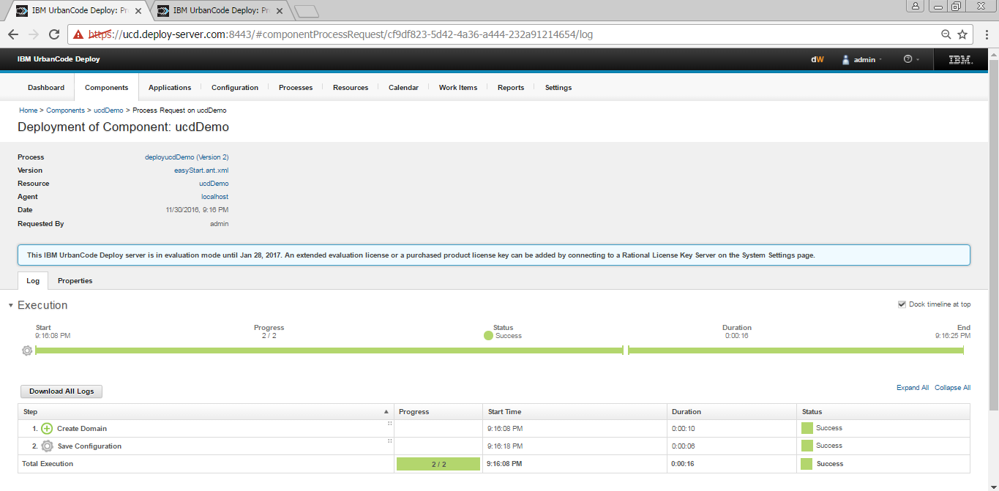 IBM UrbanCode Deploy: Pr
IBM UrbanCode Deploy: Pr
https://ucd.deploy-server.com:8443/#componentProcessRequest/cf9df823-5d42-4a36-a444-232a91214654/log
IBM UrbanCode Deploy
dW
admin
IBM.
Dashboard Components Applications Configuration Processes Resources Calendar Work Items Reports Settings
Home > Components > ucdDemo > Process Request on ucdDemo
Deployment of Component: ucdDemo
Process deployucdDemo (Version 2)
Version easyStart.ant.xml
Resource ucdDemo
Agent localhost
Date 11/30/2016, 9:16 PM
Requested By admin
This IBM UrbanCode Deploy server is in evaluation mode until Jan 28, 2017. An extended evaluation license or a purchased product license key can be added by connecting to a Rational License Key Server on the System Settings page.
Log Properties
Execution
Dock timeline at top
Start Progress Status Duration End
9:16:08 PM 2 / 2 Success 0:00:16 9:16:25 PM
Download All Logs
Expand All Collapse All
Step Progress Start Time Duration Status
1. Create Domain 9:16:08 PM 0:00:10 Success
2. Save Configuration 9:16:18 PM 0:00:06 Success
Total Execution 2 / 2 9:16:08 PM 0:00:16 Success